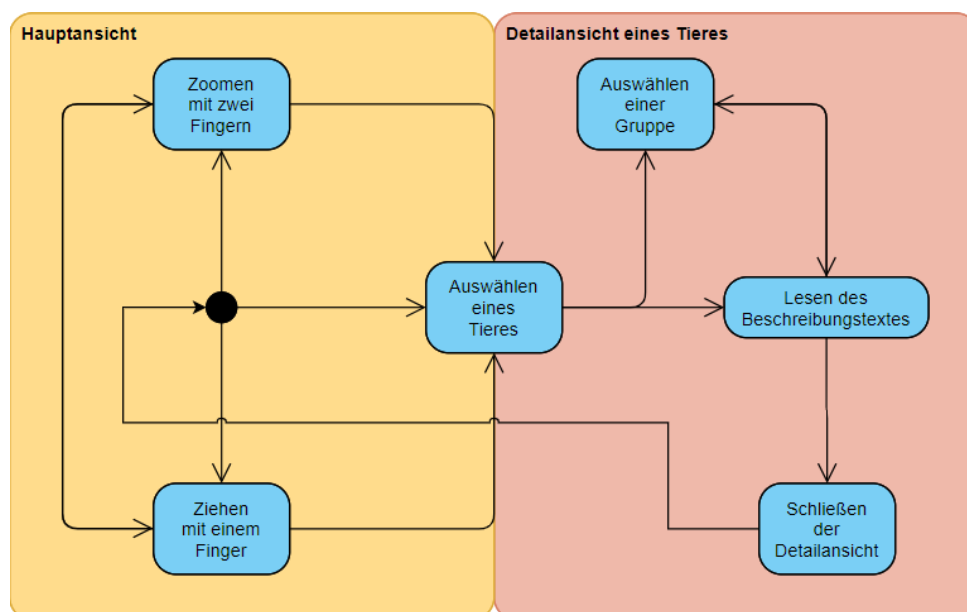 Hauptansicht
Detailansicht eines Tieres
Zoomen
mit zwei
Fingern
Auswählen
einer
Gruppe
Auswählen
eines
Tieres
Lesen des
Beschreibungstextes
Ziehen
mit einem
Finger
Schließen
der
Detailansicht